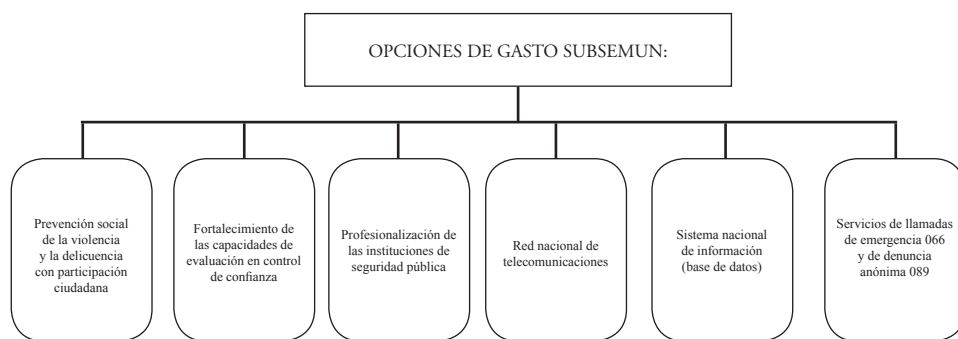 OPCIONES DE GASTO SUBSEMUN:
Prevención social
de la violencia
y la delicuencia
con participación
ciudadana
Fortalecimiento de
las capacidades de
evaluación en control
de confianza
Profesionalización de
las instituciones de
seguridad pública
Red nacional de
telecomunicaciones
Sistema nacional
de información
(base de datos)
Servicios de llamadas
de emergencia 066
y de denuncia
anónima 089